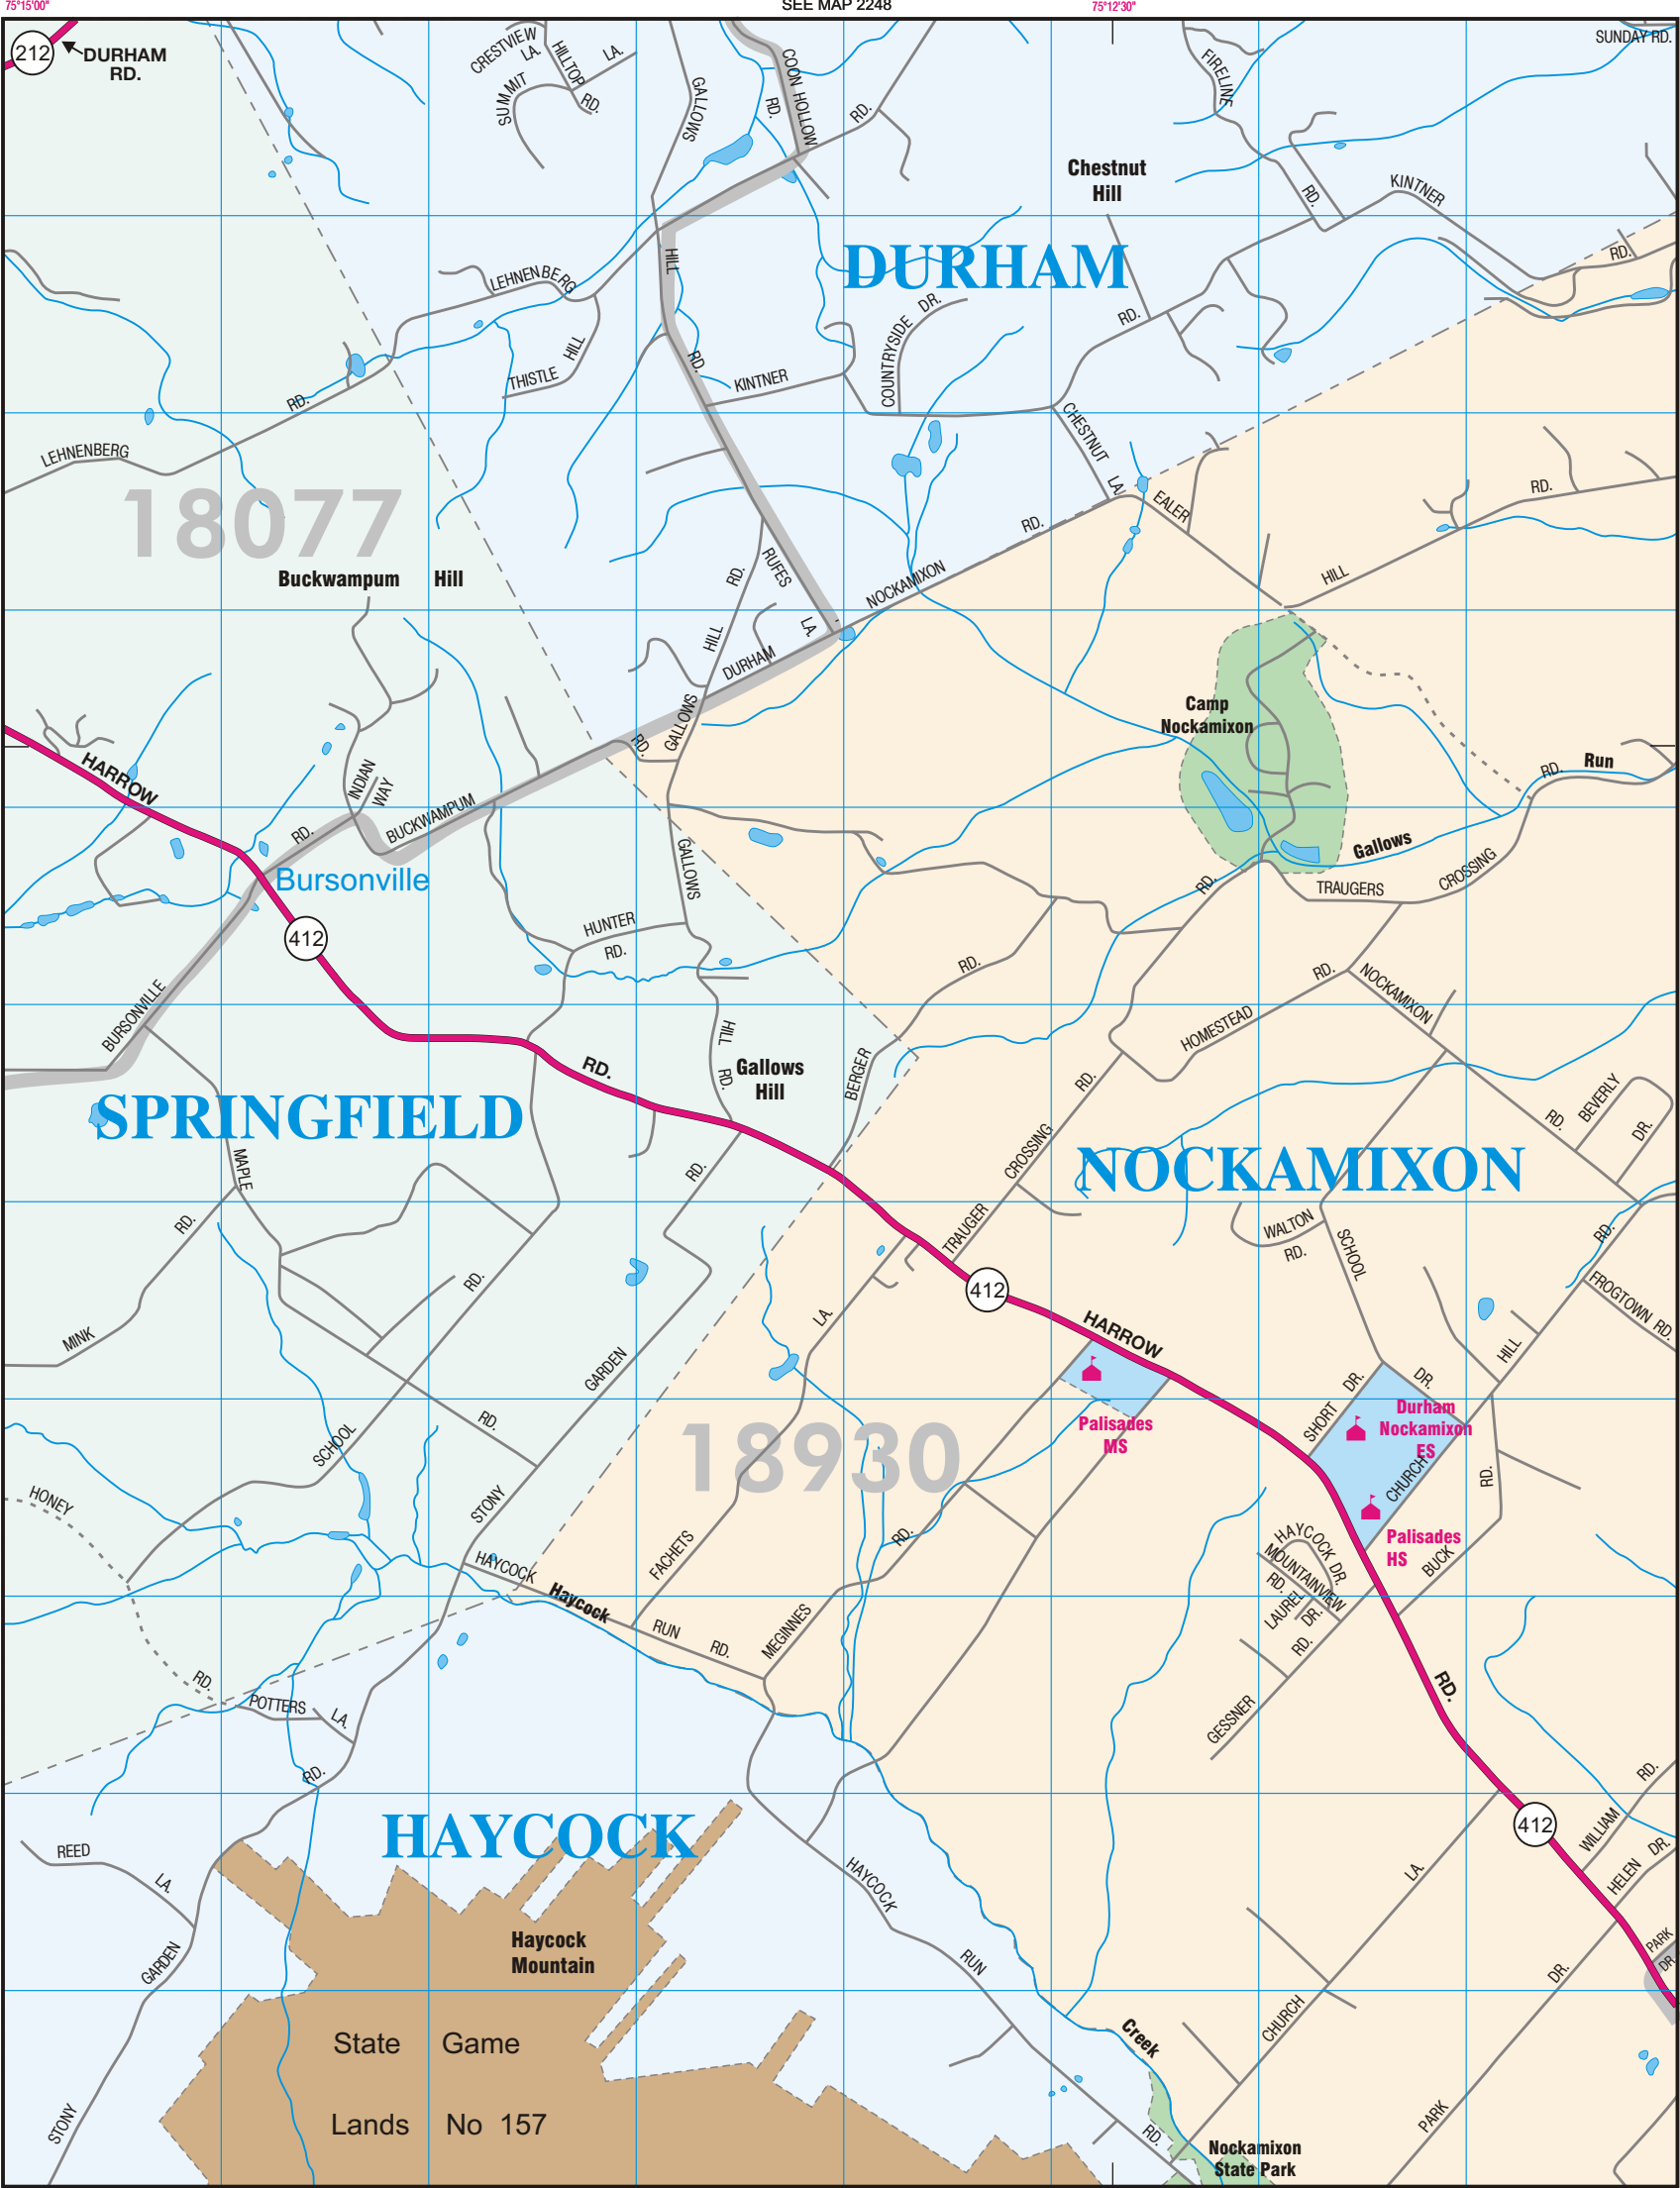 75°15'00"
SEE MAP 2248
75°12'30"
212
DURHAM
RD.
CRESTVIEW
LA.
HILLTOP
LA.
SUMMIT
RD.
GALLOWS
RD.
COON HOLLOW
RD.
FIRELINE
SUNDAY RD.
Chestnut
Hill
RD.
KINTNER
RD.
DURHAM
HILL
LEHNENBERG
COUNTRYSIDE DR.
RD.
THISTLE HILL
RD.
KINTNER
RD.
LEHNENBERG
CHESTNUT
LA.
EALER
RD.
18077
RD.
HILL
Buckwampum Hill
RUFES
LA.
RD.
HILL
NOCKAMIXON
DURHAM
GALLOWS
RD.
Camp
Nockamixon
Run
RD.
HARROW
INDIAN
WAY
RD.
BUCKWAMPUM
Bursonville
GALLOWS
Gallows
CROSSING
TRAUGERS
RD.
412
HUNTER
RD.
RD.
RD.
NOCKAMIXON
BURSONVILLE
HOMESTEAD
HILL
RD.
RD.
Gallows
Hill
BERGER
RD.
BEVERLY
DR.
RD.
SPRINGFIELD
CROSSING
NOCKAMIXON
MAPLE
RD.
RD.
TRAUGER
WALTON
RD.
SCHOOL
RD.
RD.
FROGTOWN RD.
412
MINK
LA.
HARROW
HILL
GARDEN
DR.
DR.
Palisades
MS
SHORT
Durham
Nockamixon
ES
CHURCH
RD.
SCHOOL
RD.
18930
HONEY
STONY
RD.
Palisades
HS
BUCK
HAYCOCK
Haycock
FACHETS
HAYCOCK DR.
MOUNTAINVIEW
RD.
LAUREL
DR.
RUN
RD.
MEGINNES
RD.
RD.
POTTERS
LA.
GESSNER
RD.
RD.
RD.
HAYCOCK
412
WILLIAM
HELEN
DR.
REED
LA.
HAYCOCK
LA.
Haycock
Mountain
RUN
PARK
DR.
GARDEN
DR.
State Game
CHURCH
Creek
Lands No 157
STONY
PARK
RD.
Nockamixon
State Park